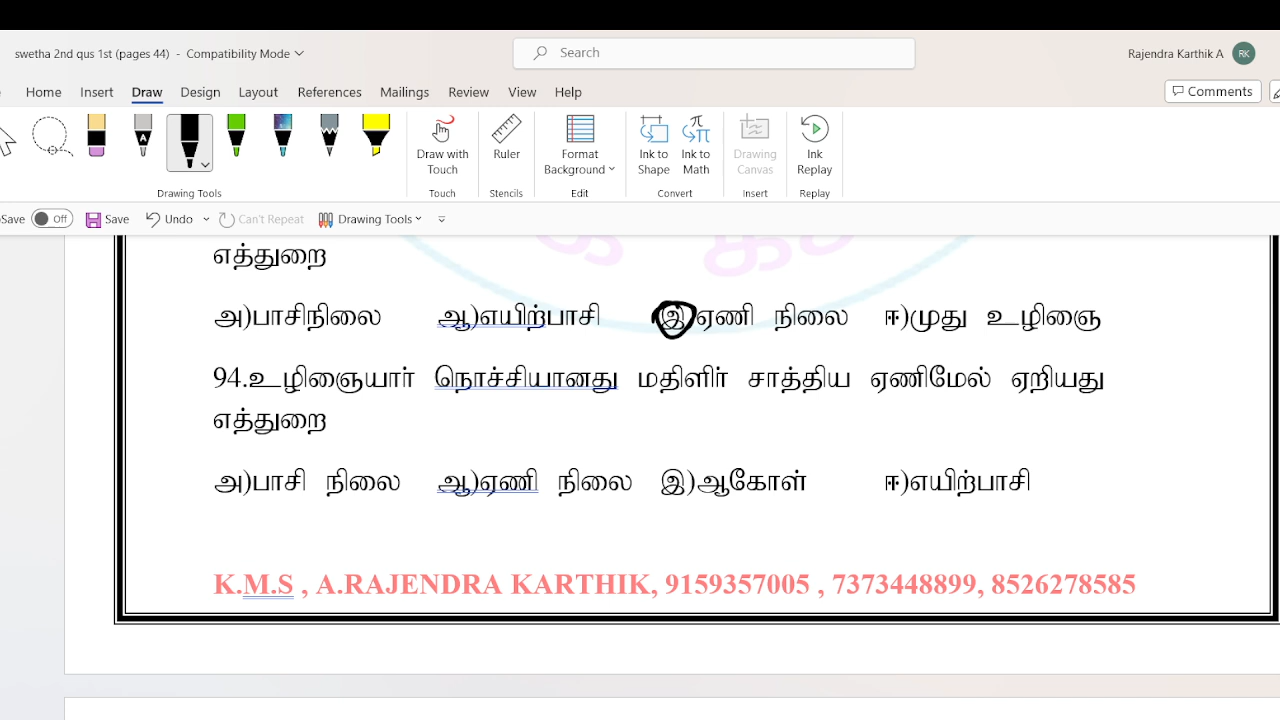 swetha 2nd qus 1st (pages 44) - Compatibility Mode
Search
Rajendra Karthik A RK
Home Insert Draw Design Layout References Mailings Review View Help
Comments
A
Draw with Touch Ruler Format Background Ink to Shape Ink to Math Drawing Canvas Ink Replay
Drawing Tools Touch Stencils Edit Convert Insert Replay
Save Off Save Undo Can't Repeat Drawing Tools
எத்துறை
அ)பாசிநிலை ஆ)எயிற்பாசி இ)ஏணி நிலை ஈ)முது உழிஞை
94.உழிஞையார் நொச்சியானது மதிளிர் சாத்திய ஏணிமேல் ஏறியது
எத்துறை
அ)பாசி நிலை ஆ)ஏணி நிலை இ)ஆகோள் ஈ)எயிற்பாசி
K.M.S , A.RAJENDRA KARTHIK, 9159357005 , 7373448899, 8526278585